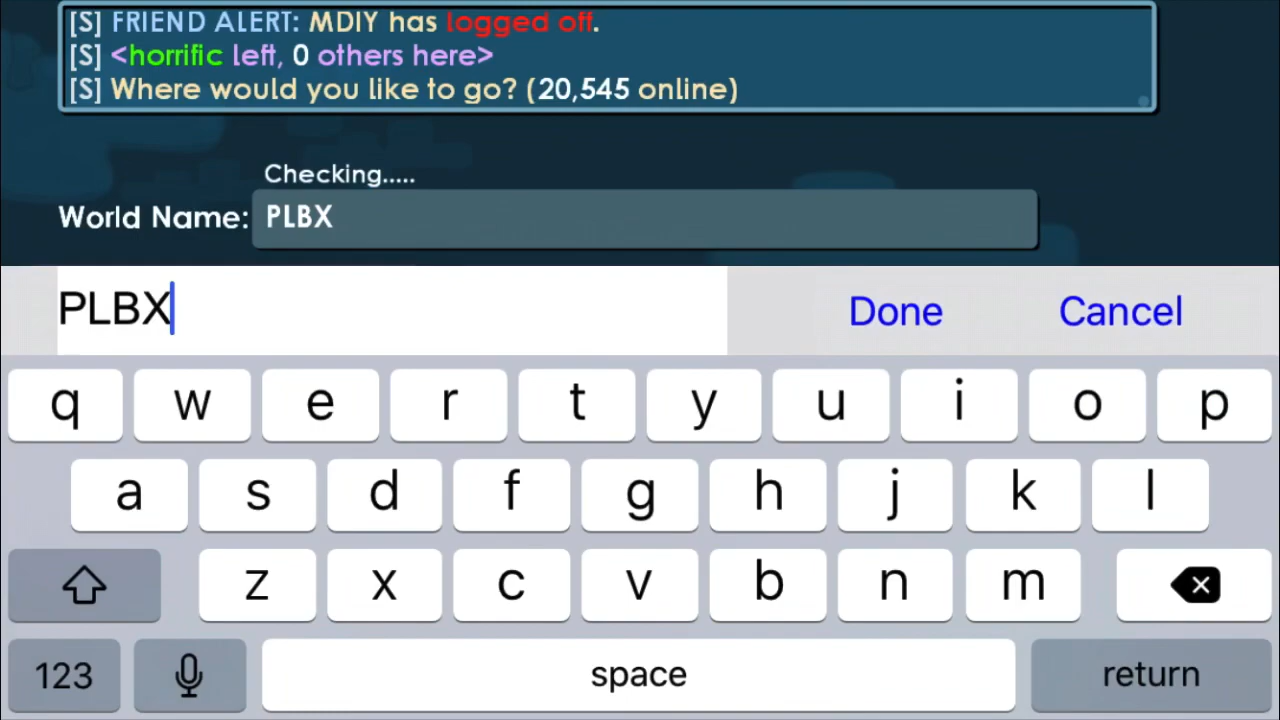 [S] FRIEND ALERT: MDIY has logged off.
[S] <horrific left, 0 others here>
[S] Where would you like to go? (20,545 online)
Checking.....
World Name: PLBX
PLBX Done Cancel
q w e r t y u i o p
a s d f g h j k l
z x c v b n m
123 space return